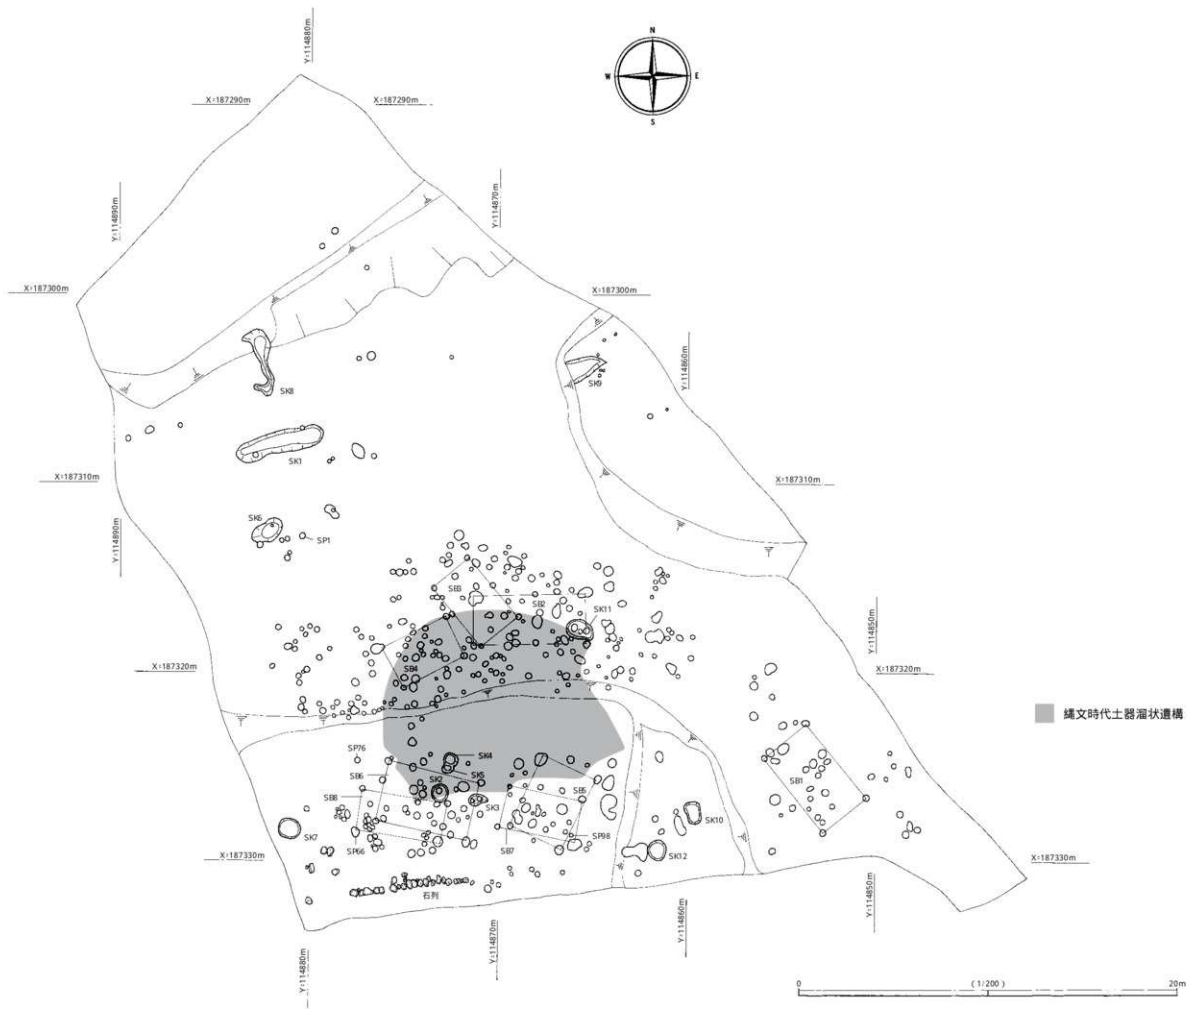 Y=114880m
N
X=187290m
X=187290m
W
E
S
Y=114890m
Y=114870m
X=187300m
X=187300m
Y=114860m
SK9
SK8
SK1
X=187310m
X=187310m
SK6
SP1
Y=114890m
SB3
SB2
SK11
Y=114850m
X=187320m
SB4
X=187320m
縄文時代土器溜状遺構
SP76
SK4
SB6
SK5
SK2
SB1
SB8
SK3
SB5
SK7
SK10
SP66
SB7
SP98
SK12
X=187330m
X=187330m
石列
Y=114880m
Y=114870m
Y=114860m
Y=114850m
0
(1/200)
20m